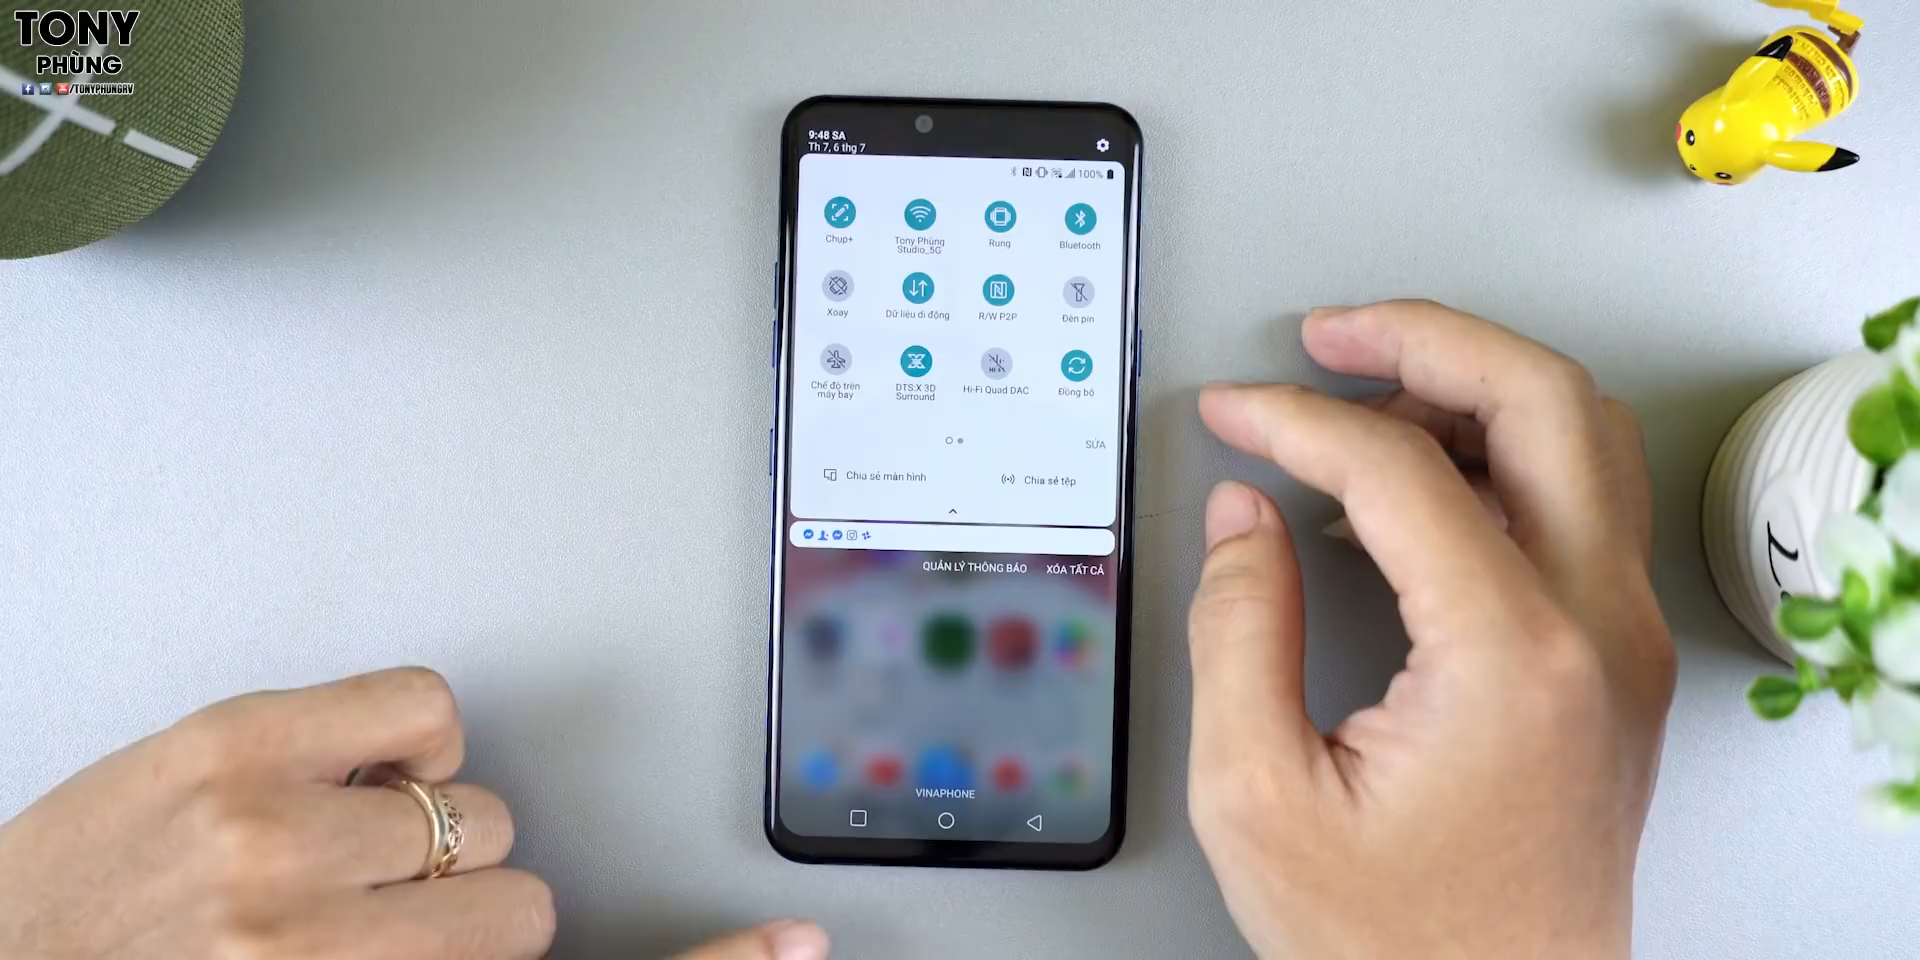 TONY
PHÙNG
/TONYPHUNGRV
9:48 SA
Th 7, 6 thg 7
100%
Chụp+
Tony Phùng
Studio_5G
Rung
Bluetooth
Xoay
Dữ liệu di động
R/W P2P
Đèn pin
Chế độ trên
máy bay
DTS:X 3D
Surround
Hi-Fi Quad DAC
Đồng bộ
SỬA
Chia sẻ màn hình
Chia sẻ tệp
QUẢN LÝ THÔNG BÁO
XÓA TẤT CẢ
VINAPHONE